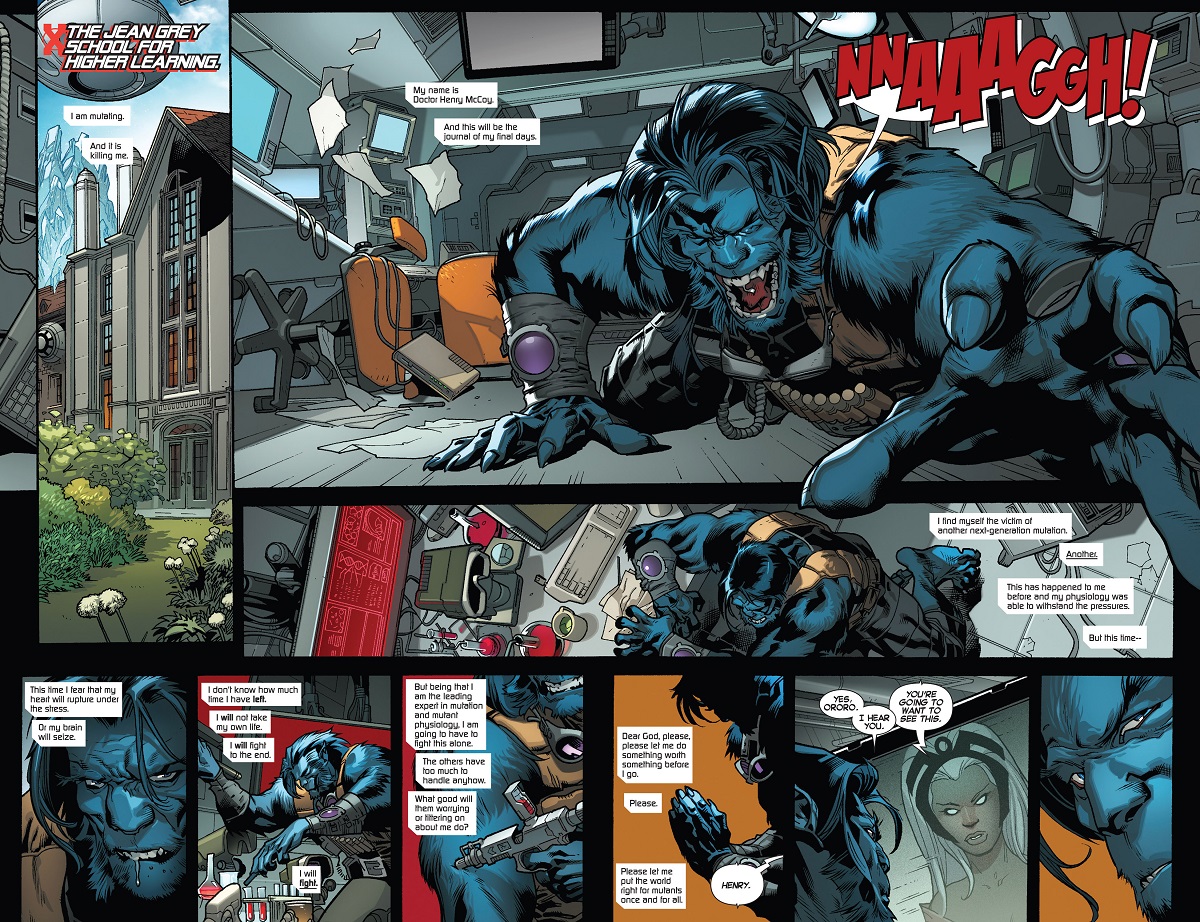 THE JEAN GREY
SCHOOL FOR
HIGHER LEARNING.
I am mutating.
And it is
killing me.
My name is
Doctor Henry McCoy.
And this will be the
journal of my final days.
NNAAAAGGH!
I find myself the victim of
another next-generation mutation.
Another.
This has happened to me
before and my physiology was
able to withstand the pressures.
But this time--
This time I fear that my
heart will rupture under
the stress.
Or my brain
will seize.
I don't know how much
time I have left.
I will not take
my own life.
I will fight
to the end.
I will
fight.
But being that I
am the leading
expert in mutation
and mutant
physiology, I am
going to have to
fight this alone.
The others have
too much to
handle anyhow.
What good will
them worrying
or tittering on
about me do?
Dear God, please,
please let me do
something worth
something before
I go.
Please.
Please let me
put the world
right for mutants
once and for all.
HENRY.
YES,
ORORO.
I HEAR
YOU.
YOU'RE
GOING TO
WANT TO
SEE THIS.